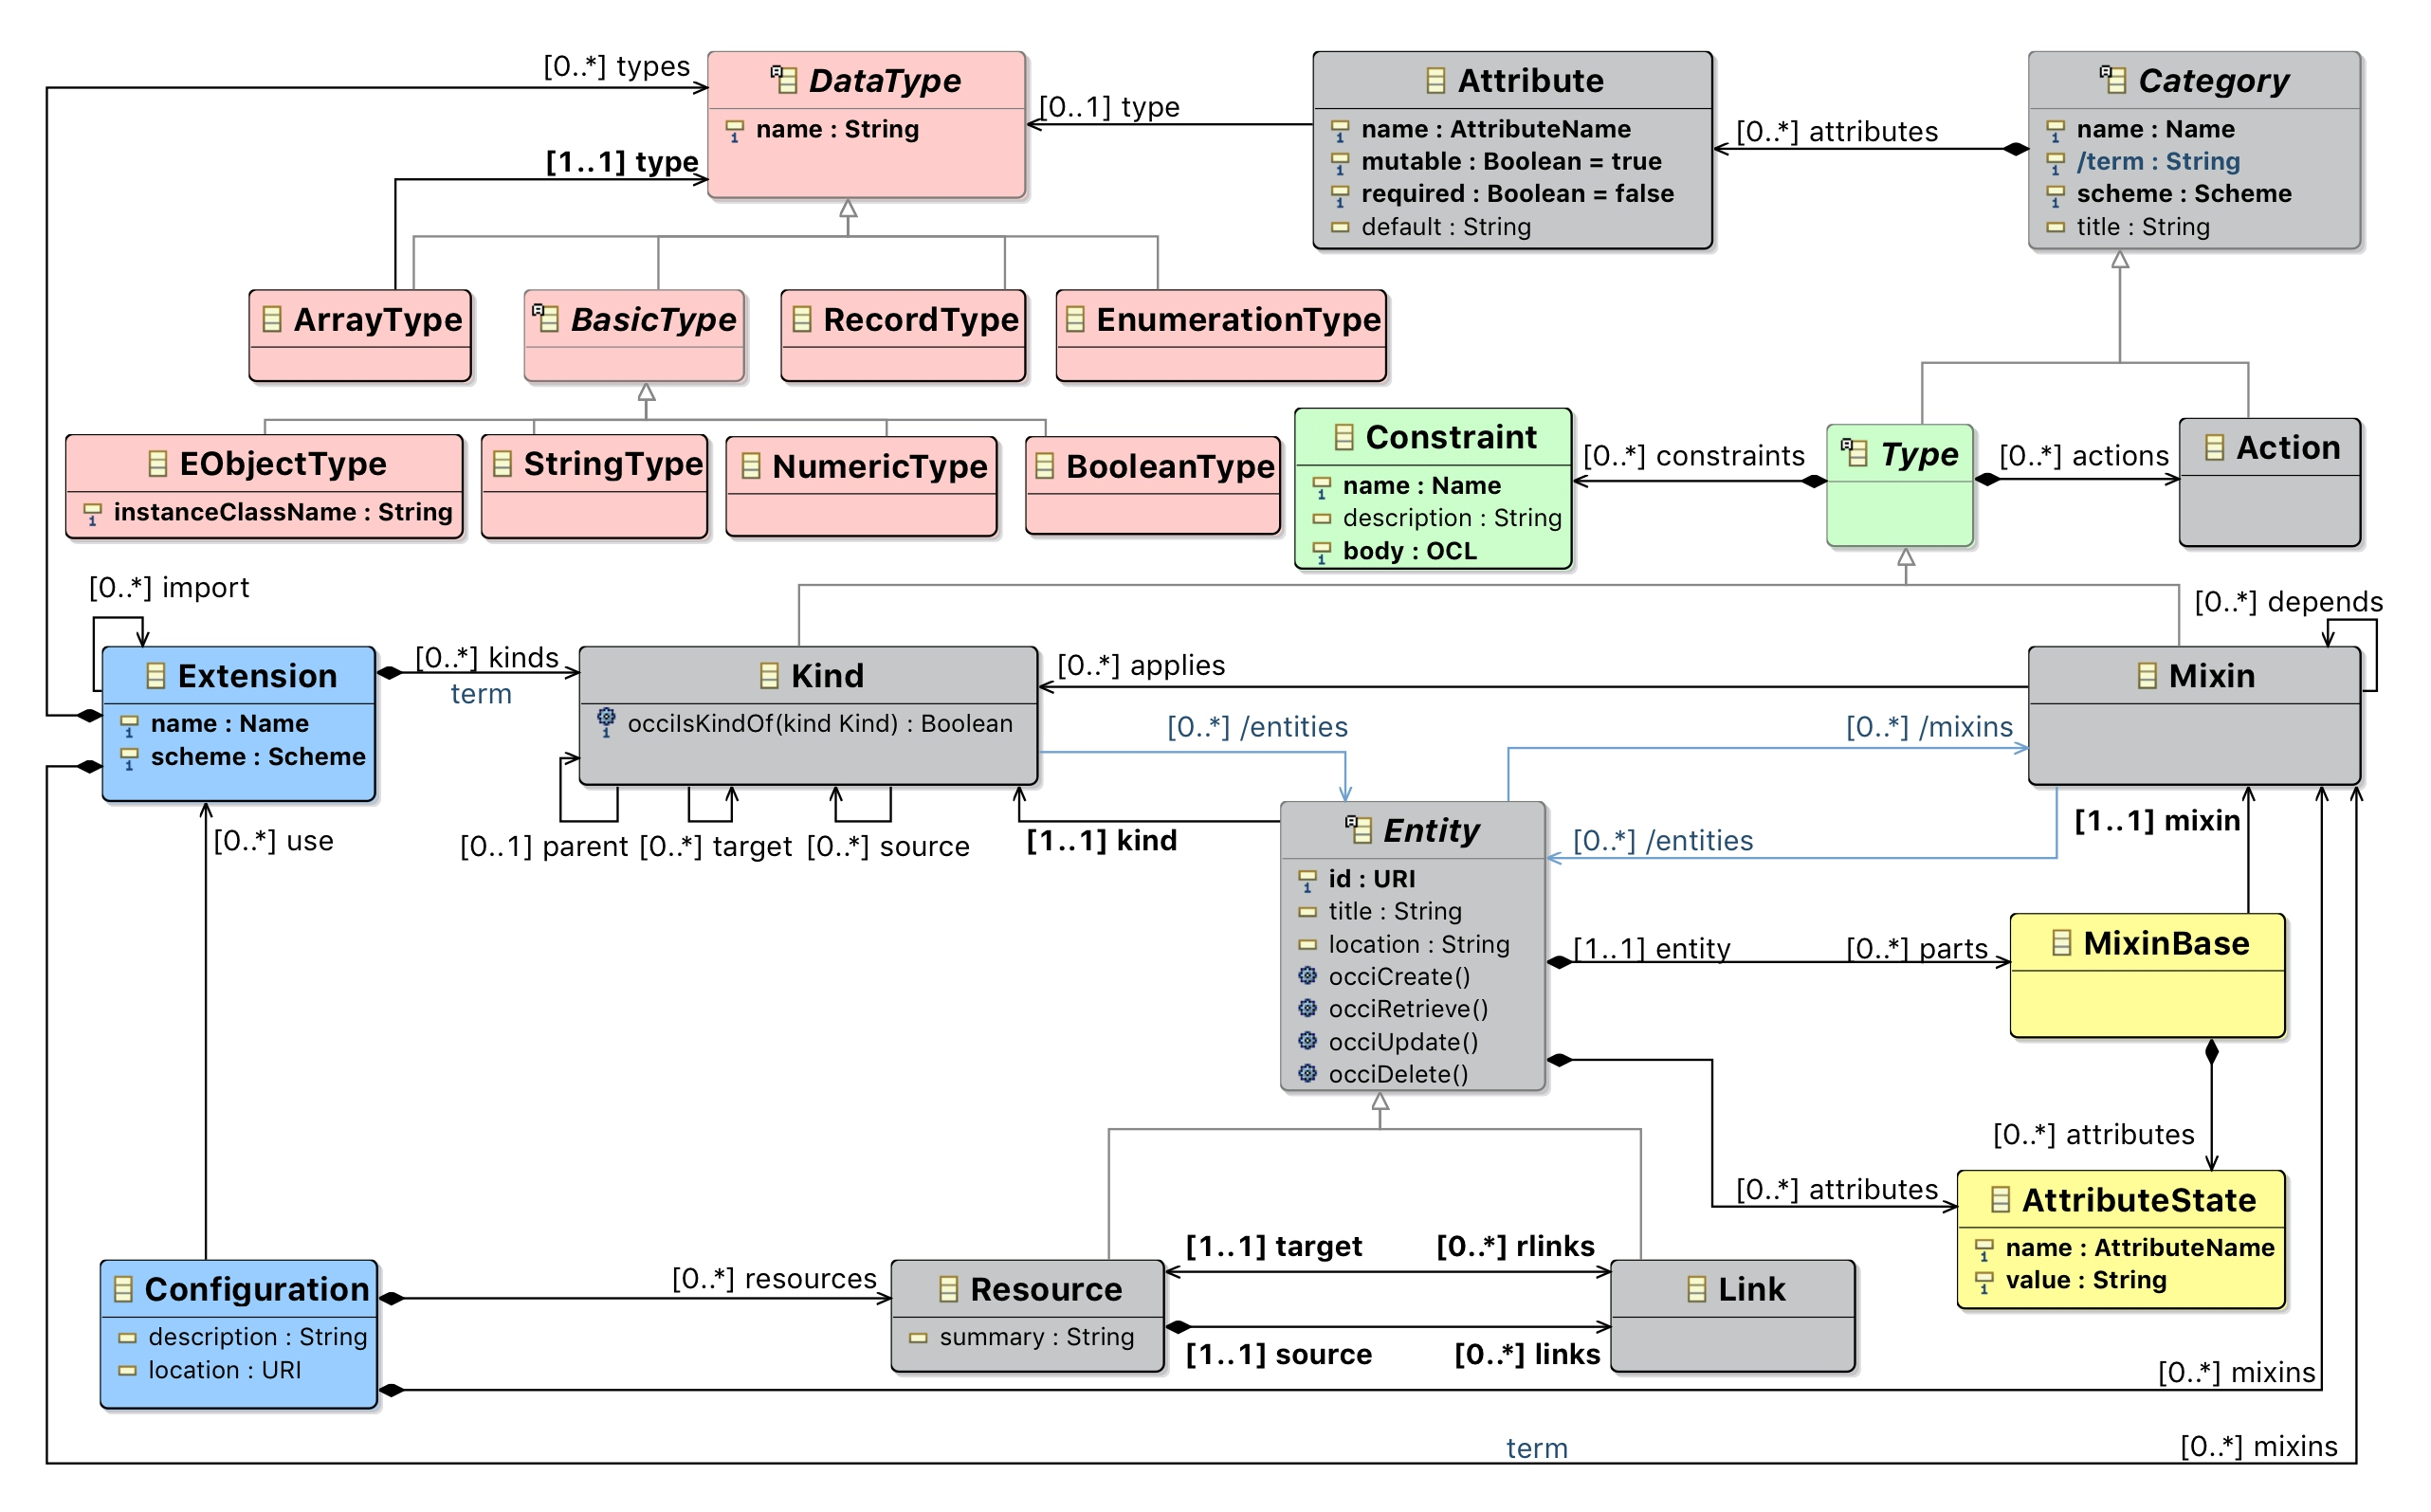 [0..*] types
DataType
name : String
[1..1] type
[0..1] type
Attribute
name : AttributeName
mutable : Boolean = true
required : Boolean = false
default : String
[0..*] attributes
Category
name : Name
/term : String
scheme : Scheme
title : String
ArrayType
BasicType
RecordType
EnumerationType
EObjectType
instanceClassName : String
StringType
NumericType
BooleanType
Constraint
name : Name
description : String
body : OCL
[0..*] constraints
Type
[0..*] actions
Action
[0..*] import
[0..*] depends
Extension
name : Name
scheme : Scheme
[0..*] kinds
term
Kind
occiIsKindOf(kind Kind) : Boolean
[0..*] applies
Mixin
[0..*] /entities
[0..*] /mixins
[0..*] use
[0..1] parent
[0..*] target
[0..*] source
[1..1] kind
Entity
id : URI
title : String
location : String
occiCreate()
occiRetrieve()
occiUpdate()
occiDelete()
[0..*] /entities
[1..1] mixin
[1..1] entity
[0..*] parts
MixinBase
[0..*] attributes
[0..*] attributes
AttributeState
name : AttributeName
value : String
Configuration
description : String
location : URI
[0..*] resources
Resource
summary : String
[1..1] target
[0..*] rlinks
[1..1] source
[0..*] links
Link
[0..*] mixins
term
[0..*] mixins